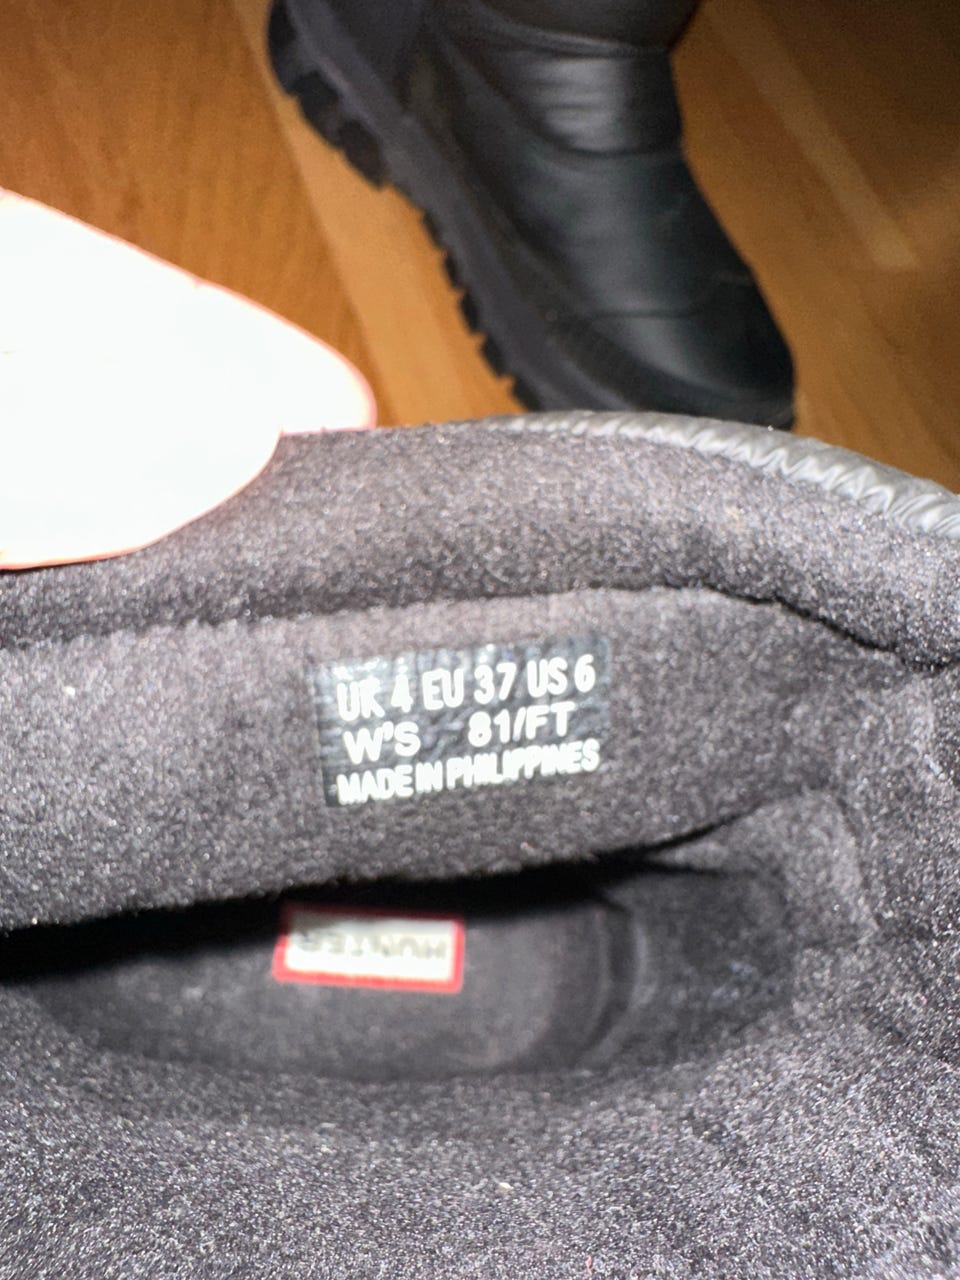 UK 4 EU 37 US 6
W'S 81/FT
MADE IN PHILIPPINES
HUNTER